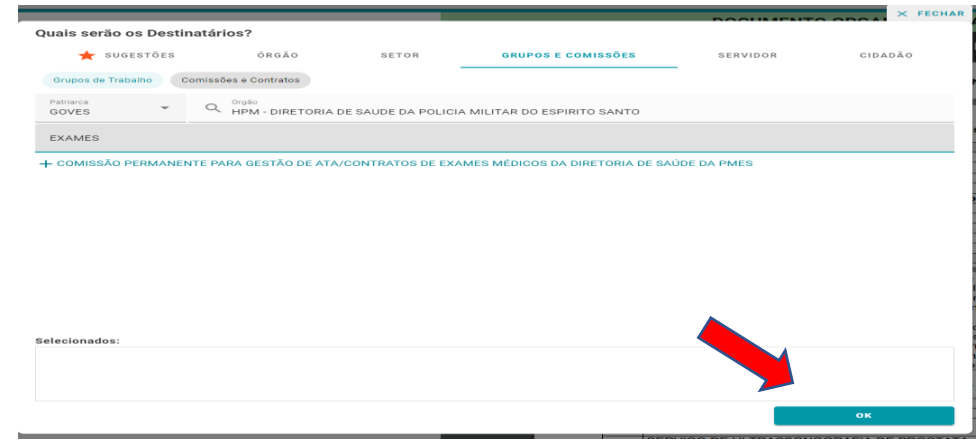 FECHAR
Quais serão os Destinatários?
SUGESTÕES ÓRGÃO SETOR GRUPOS E COMISSÕES SERVIDOR CIDADÃO
Grupos de Trabalho Comissões e Contratos
Patriarca Orgão
GOVES HPM - DIRETORIA DE SAUDE DA POLICIA MILITAR DO ESPIRITO SANTO
EXAMES
+ COMISSÃO PERMANENTE PARA GESTÃO DE ATA/CONTRATOS DE EXAMES MÉDICOS DA DIRETORIA DE SAÚDE DA PMES
Selecionados:
OK